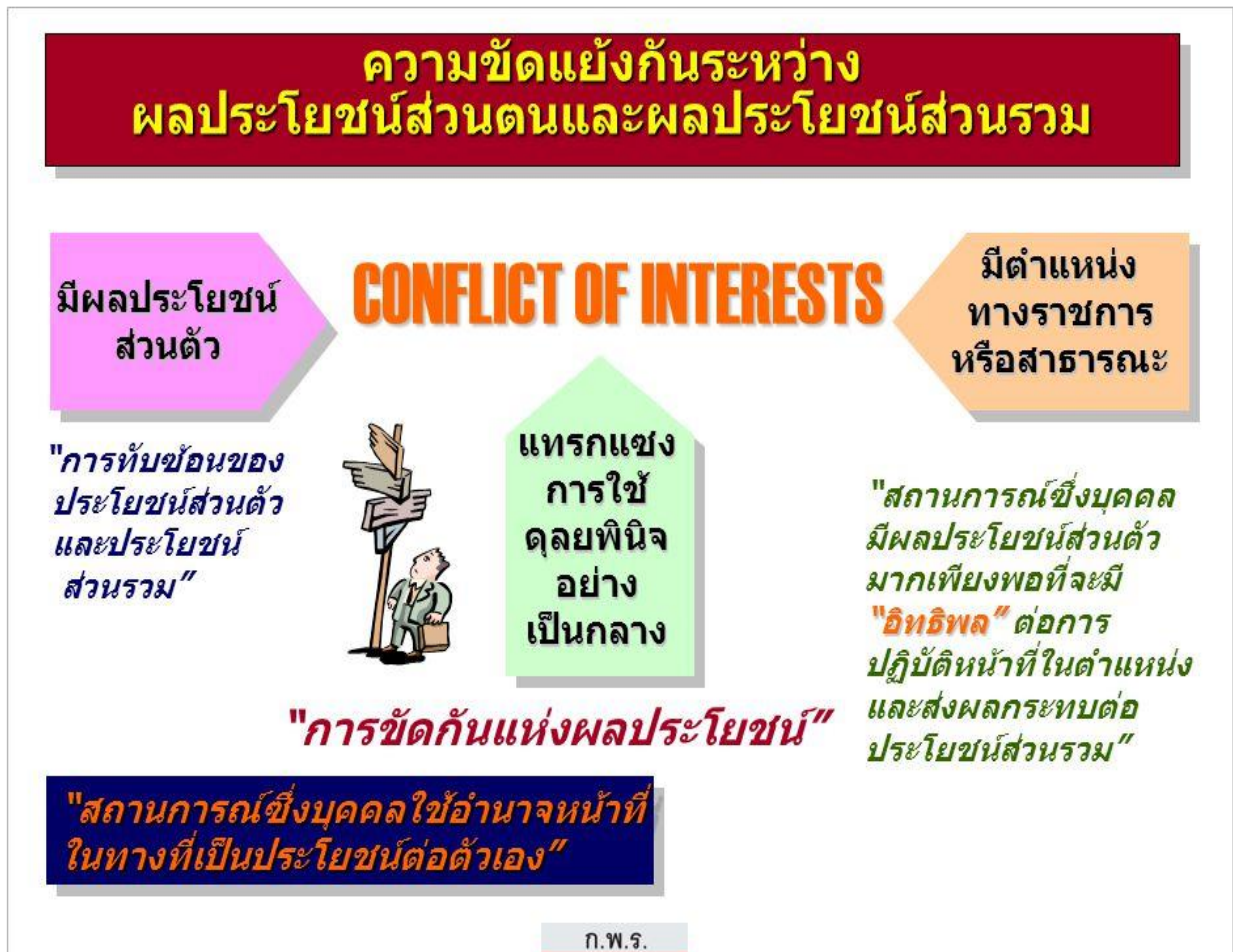 ความขัดแย้งกันระหว่าง
ผลประโยชน์ส่วนตนและผลประโยชน์ส่วนรวม
มีผลประโยชน์
ส่วนตัว
CONFLICT OF INTERESTS
มีตำแหน่ง
ทางราชการ
หรือสาธารณะ
"การทับซ้อนของ
ประโยชน์ส่วนตัว
และประโยชน์
ส่วนรวม"
แทรกแซง
การใช้
ดุลยพินิจ
อย่าง
เป็นกลาง
"สถานการณ์ซึ่งบุคคล
มีผลประโยชน์ส่วนตัว
มากเพียงพอที่จะมี
"อิทธิพล" ต่อการ
ปฏิบัติหน้าที่ในตำแหน่ง
และส่งผลกระทบต่อ
ประโยชน์ส่วนรวม"
"การขัดกันแห่งผลประโยชน์"
"สถานการณ์ซึ่งบุคคลใช้อำนาจหน้าที่
ในทางที่เป็นประโยชน์ต่อตัวเอง"
ก.พ.ร.